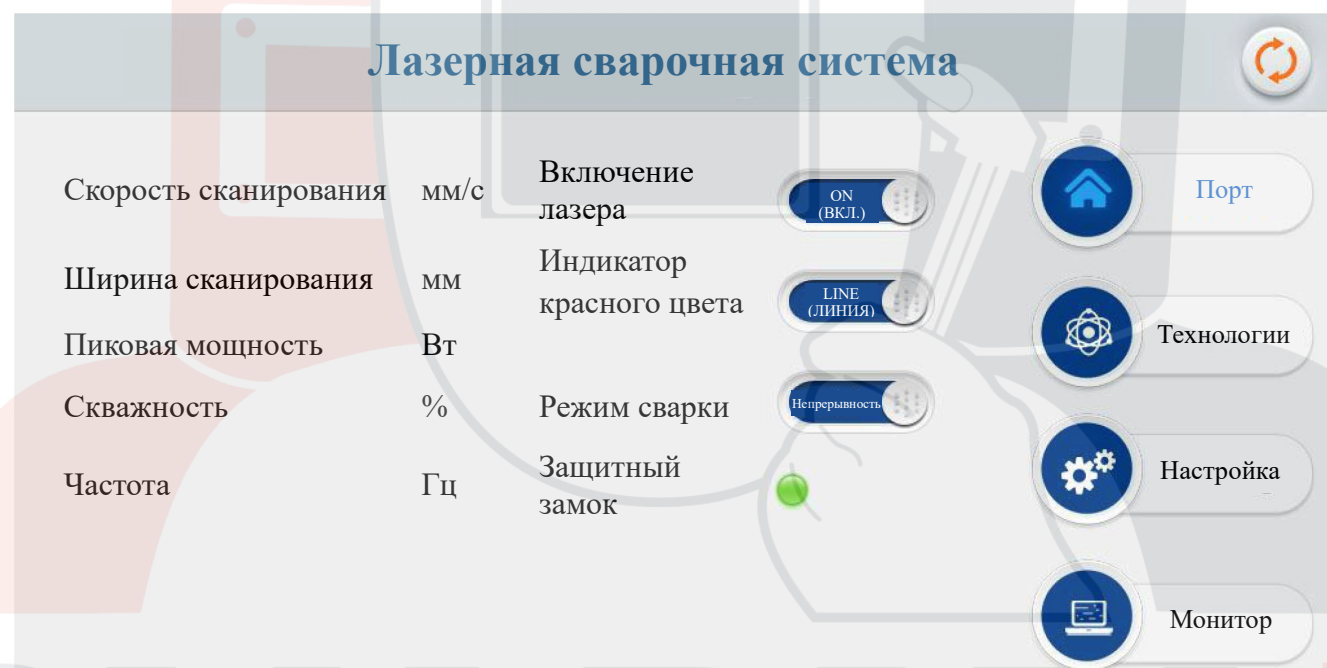 Лазерная сварочная система
Скорость сканирования мм/с
Включение
лазера
ON
(ВКЛ.)
Порт
Ширина сканирования мм
Индикатор
красного цвета
LINE
(ЛИНИЯ)
Технологии
Пиковая мощность Вт
Скважность %
Режим сварки
Непрерывность
Настройка
Частота Гц
Защитный
замок
Монитор